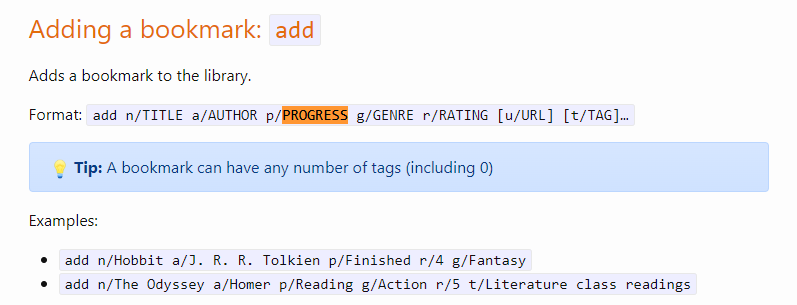 Adding a bookmark: add
Adds a bookmark to the library.
Format: add n/TITLE a/AUTHOR p/PROGRESS g/GENRE r/RATING [u/URL] [t/TAG]…
💡 Tip: A bookmark can have any number of tags (including 0)
Examples:
• add n/Hobbit a/J. R. R. Tolkien p/Finished r/4 g/Fantasy
• add n/The Odyssey a/Homer p/Reading g/Action r/5 t/Literature class readings